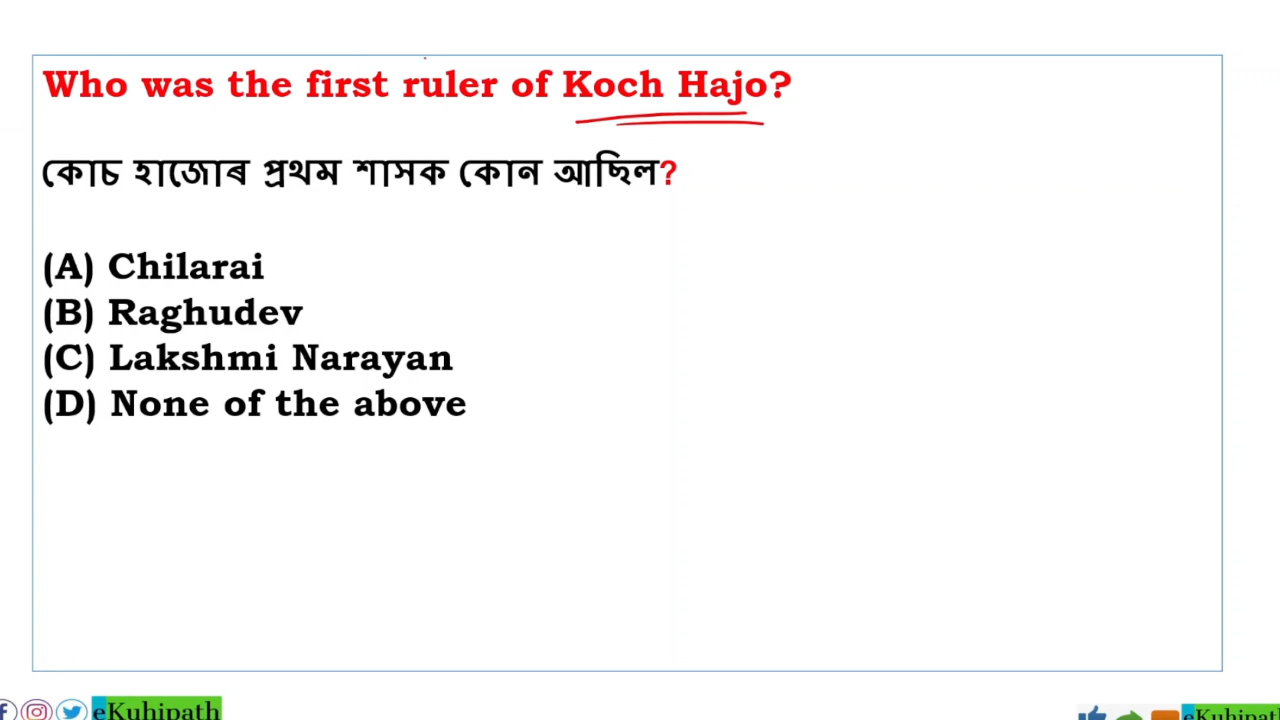 Who was the first ruler of Koch Hajo?
কোচ হাজোৰ প্ৰথম শাসক কোন আছিল?
(A) Chilarai
(B) Raghudev
(C) Lakshmi Narayan
(D) None of the above
eKuhipath
eKuhipath